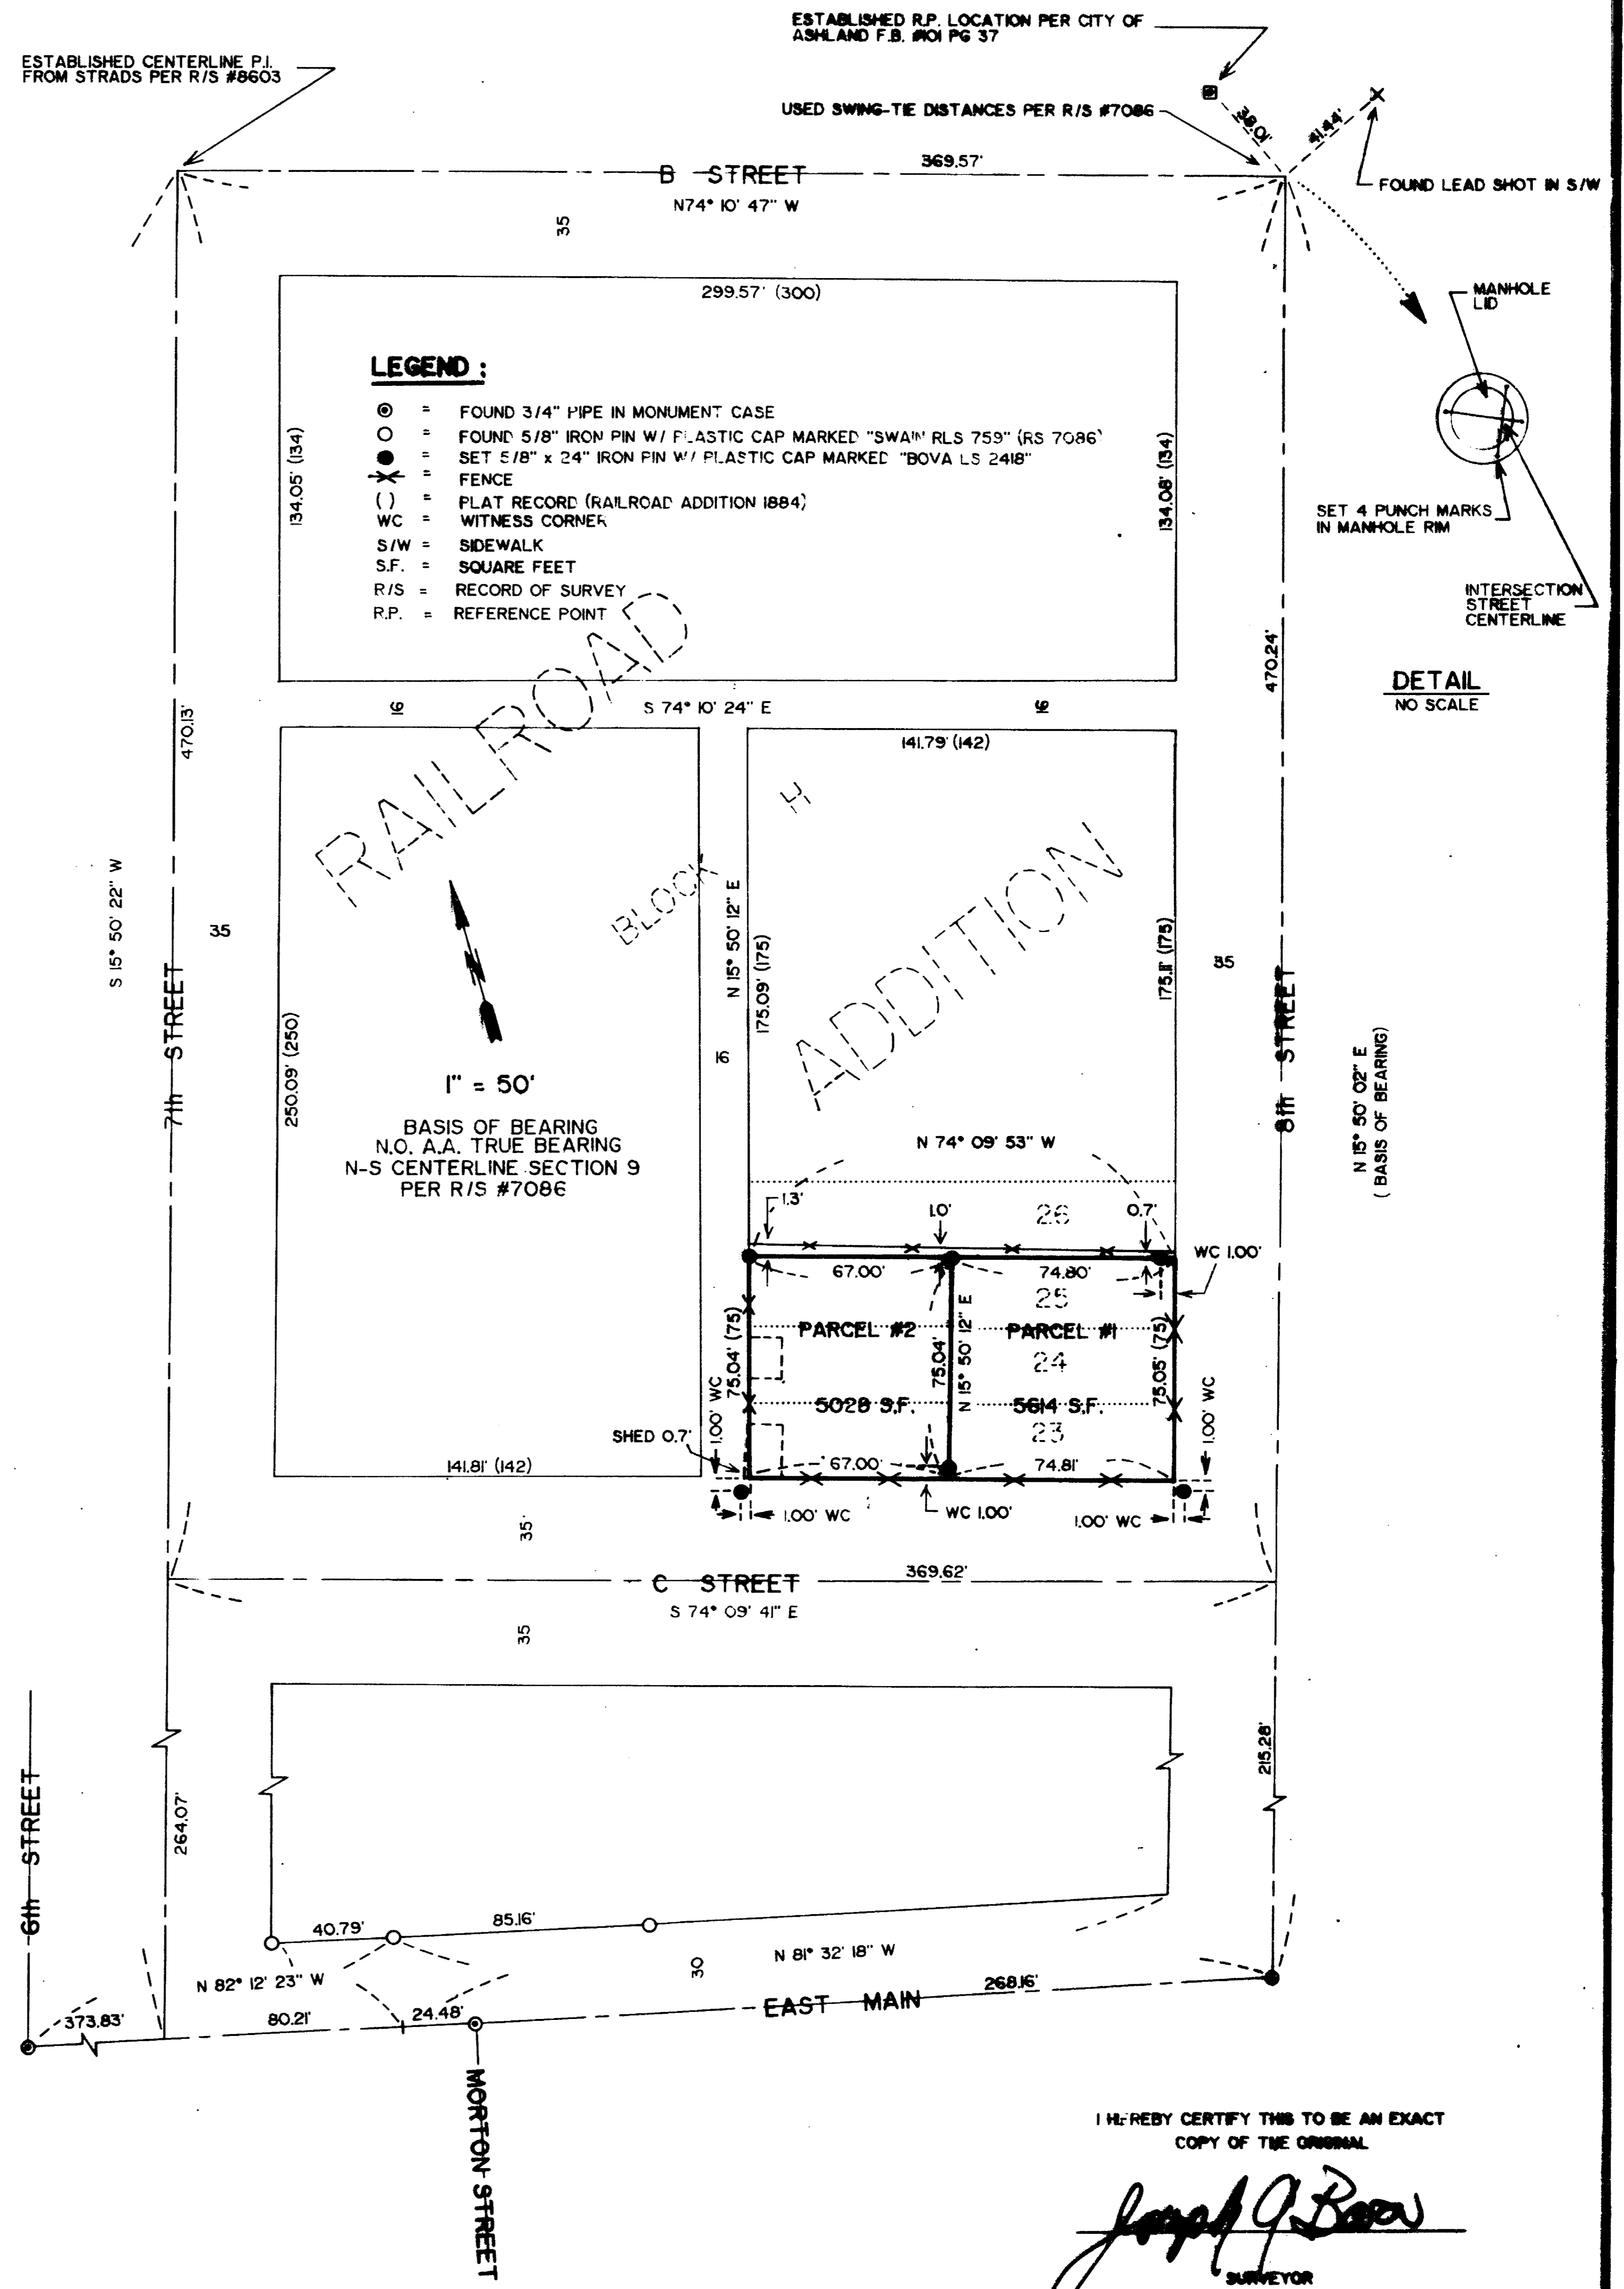 ESTABLISHED R.P. LOCATION PER CITY OF
ASHLAND F.B. #101 PG 37
ESTABLISHED CENTERLINE P.I.
FROM STRADS PER R/S #8603
USED SWING-TIE DISTANCES PER R/S #7086
38.01'
41.44'
FOUND LEAD SHOT IN S/W
369.57'
B STREET
N74° 10' 47" W
35
299.57' (300)
MANHOLE
LID
LEGEND :
= FOUND 3/4" PIPE IN MONUMENT CASE
= FOUND 5/8" IRON PIN W/ PLASTIC CAP MARKED "SWAIN RLS 759" (RS 7086)
= SET 5/8" x 24" IRON PIN W/ PLASTIC CAP MARKED "BOVA LS 2418"
= FENCE
( ) = PLAT RECORD (RAILROAD ADDITION 1884)
WC = WITNESS CORNER
S/W = SIDEWALK
S.F. = SQUARE FEET
R/S = RECORD OF SURVEY
R.P. = REFERENCE POINT
134.05' (134)
134.08' (134)
SET 4 PUNCH MARKS
IN MANHOLE RIM
INTERSECTION
STREET
CENTERLINE
DETAIL
NO SCALE
470.24'
470.13'
16
S 74° 10' 24" E
16
141.79' (142)
RAILROAD
BLOCK H
ADDITION
S 15° 50' 22" W
7th STREET
35
250.09' (250)
N 15° 50' 12" E
175.09' (175)
16
175.11' (175)
35
8th STREET
N 15° 50' 02" E
( BASIS OF BEARING)
1" = 50'
BASIS OF BEARING
N.O. A.A. TRUE BEARING
N-S CENTERLINE SECTION 9
PER R/S #7086
N 74° 09' 53" W
1.3'
1.0'
26
0.7'
WC 1.00'
67.00'
74.80'
25
PARCEL #2
PARCEL #1
75.04' (75)
75.04'
N 15° 50' 12" E
24
75.05' (75)
5028 S.F.
5614 S.F.
23
1.00' WC
1.00' WC
SHED 0.7'
67.00'
74.81'
141.81' (142)
1.00' WC
WC 1.00'
1.00' WC
35'
369.62'
C STREET
S 74° 09' 41" E
35
6th STREET
264.07'
215.28'
40.79'
85.16'
N 82° 12' 23" W
30
N 81° 32' 18" W
268.16'
EAST MAIN
373.83'
80.21'
24.48'
MORTON STREET
I HEREBY CERTIFY THIS TO BE AN EXACT
COPY OF THE ORIGINAL
Joseph J Bova
SURVEYOR